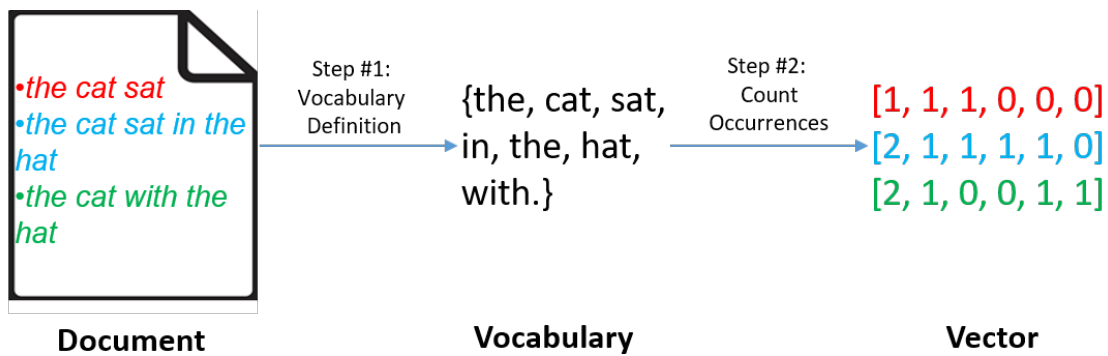 •the cat sat
•the cat sat in the
hat
•the cat with the
hat
Document
Step #1:
Vocabulary
Definition
{the, cat, sat,
in, the, hat,
with.}
Vocabulary
Step #2:
Count
Occurrences
[1, 1, 1, 0, 0, 0]
[2, 1, 1, 1, 1, 0]
[2, 1, 0, 0, 1, 1]
Vector